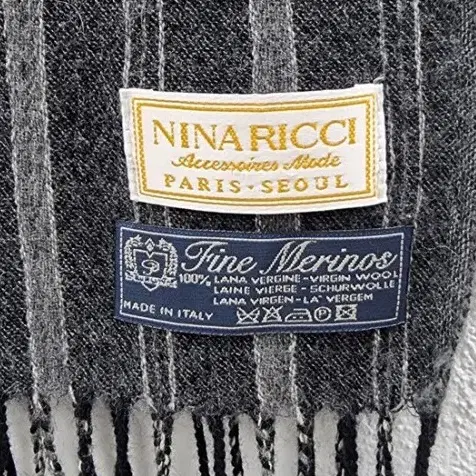 NINA RICCI
Accessoires Mode
PARIS·SEOUL
Fine Merinos
100% LANA VERGINE - VIRGIN WOOL
LAINE VIERGE - SCHURWOLLE
LANA VIRGEN - LA' VERGEM
MADE IN ITALY
P